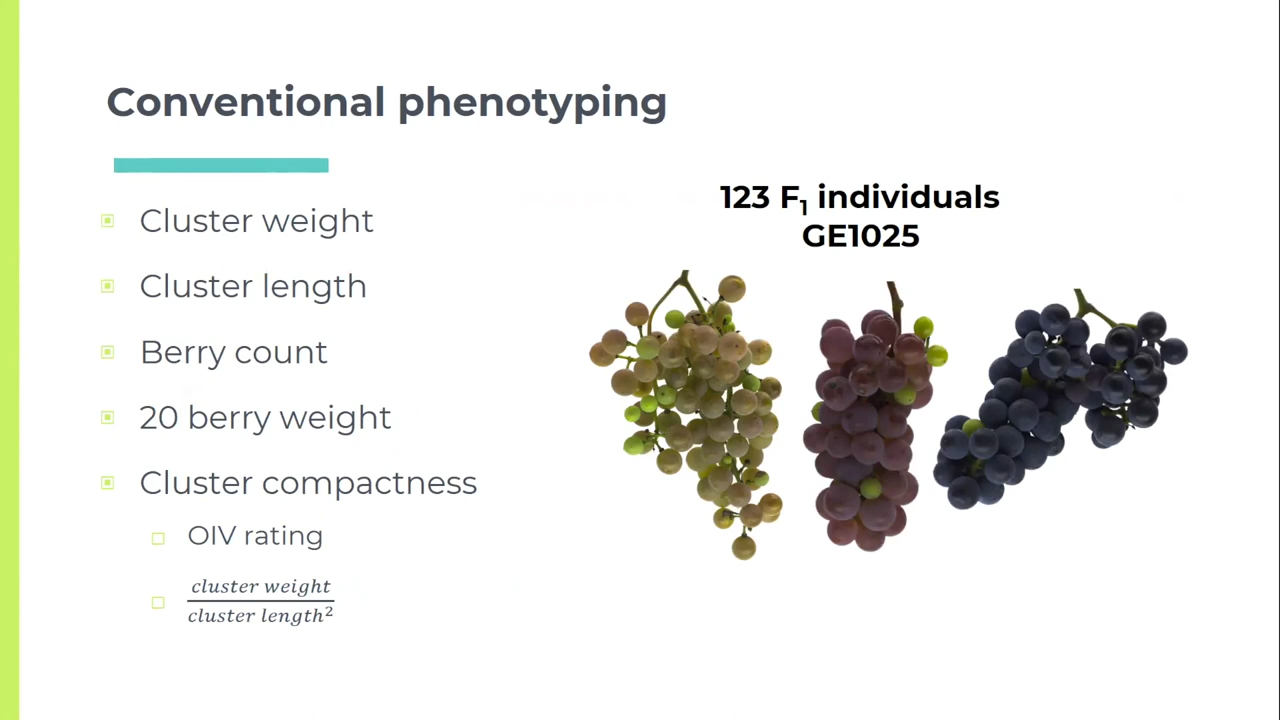 Conventional phenotyping
Cluster weight
Cluster length
Berry count
20 berry weight
Cluster compactness
OIV rating
cluster weight
cluster length²
123 F₁ individuals
GE1025